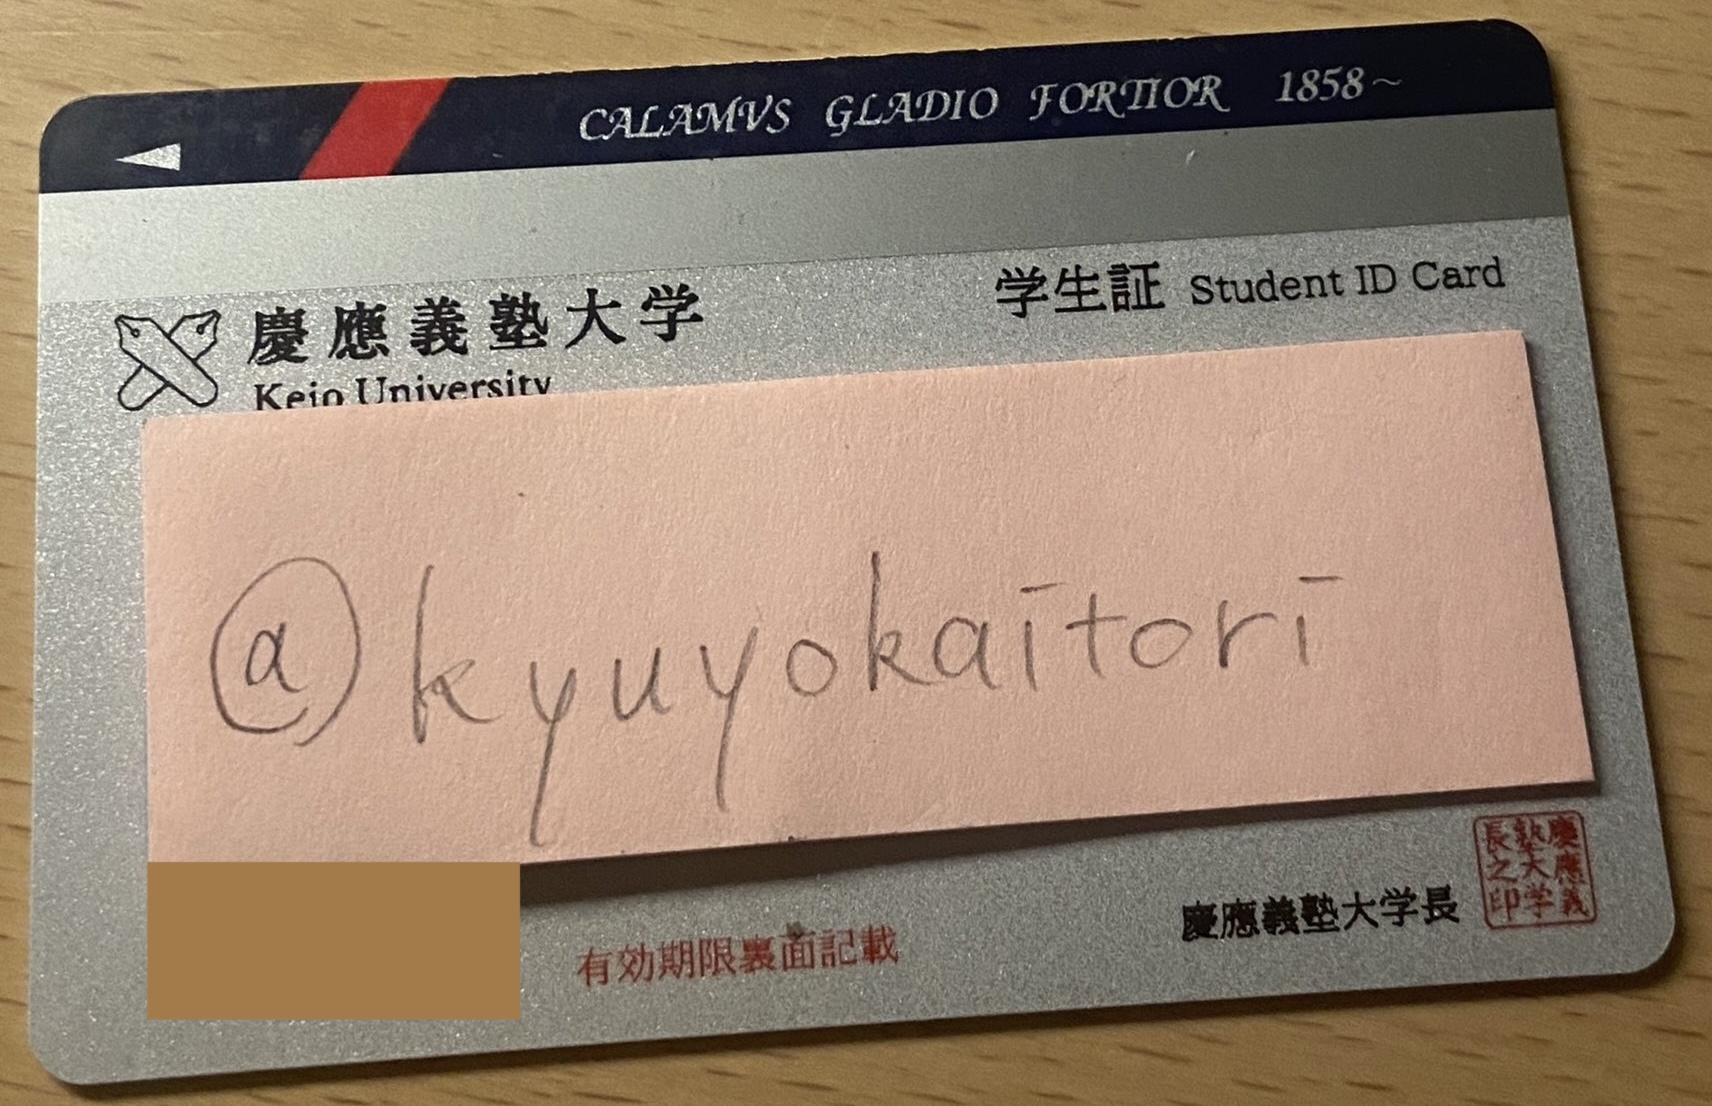 CALAMVS GLADIO FORTIOR 1858~
慶應義塾大学
Keio University
学生証 Student ID Card
@kyuyokaitori
有効期限裏面記載
慶應義塾大学長
慶應義
塾大学
長之印